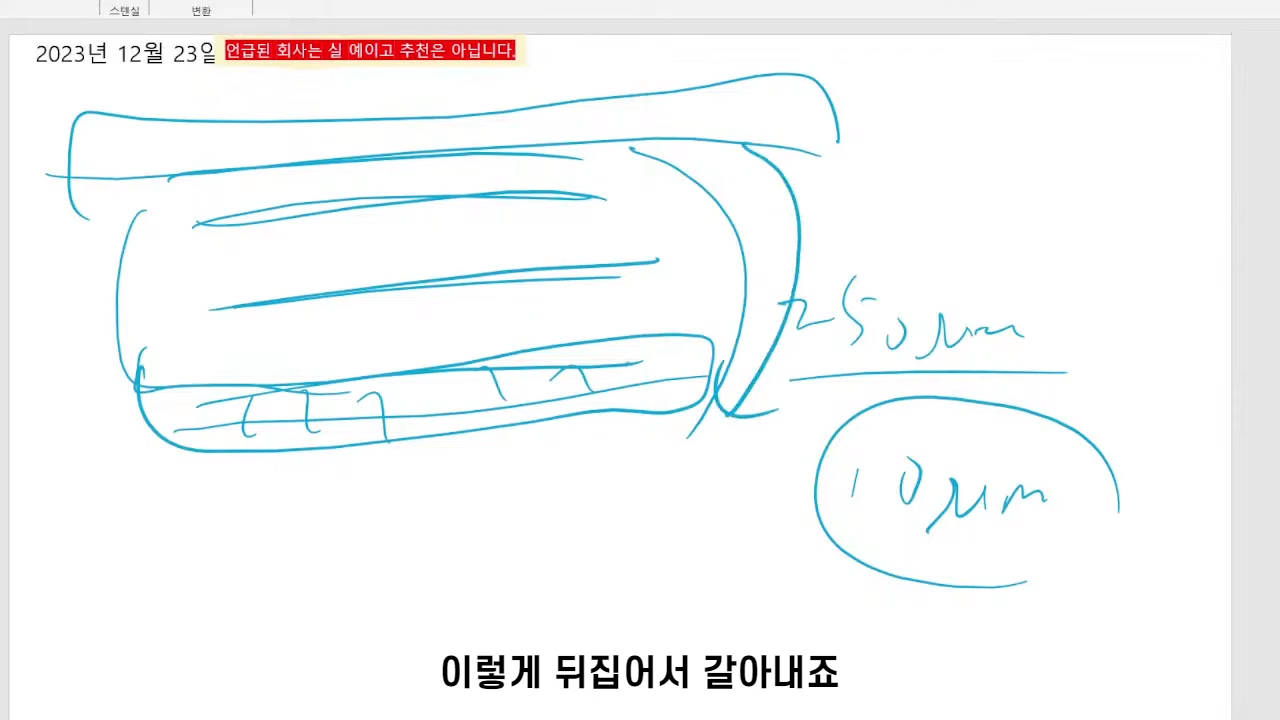 스텐실 변환
2023년 12월 23일 언급된 회사는 실 예이고 추천은 아닙니다.
250μm
10μm
이렇게 뒤집어서 갈아내죠